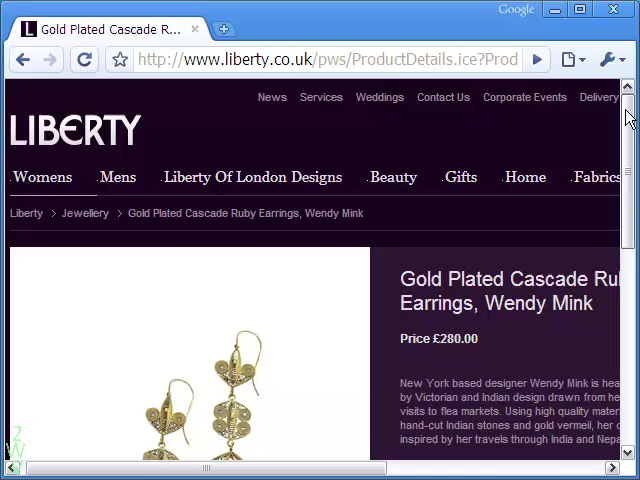 Google
Gold Plated Cascade R...
http://www.liberty.co.uk/pws/ProductDetails.ice?Prod
News Services Weddings Contact Us Corporate Events Delivery
LIBERTY
.Womens .Mens .Liberty Of London Designs .Beauty .Gifts .Home .Fabrics
Liberty > Jewellery > Gold Plated Cascade Ruby Earrings, Wendy Mink
Gold Plated Cascade Ru
Earrings, Wendy Mink
Price £280.00
New York based designer Wendy Mink is hea
by Victorian and Indian design drawn from he
visits to flea markets. Using high quality mater
hand-cut Indian stones and gold vermeil, her c
inspired by her travels through India and Nepa
2
W